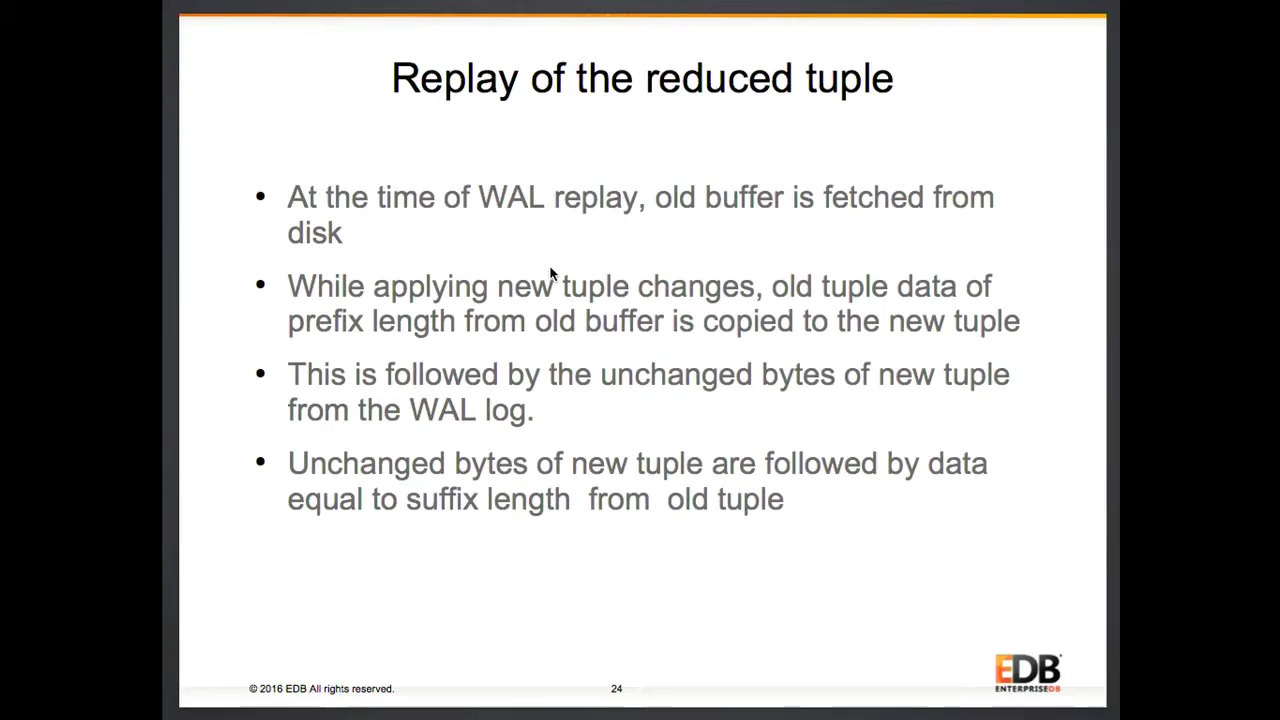 Replay of the reduced tuple
• At the time of WAL replay, old buffer is fetched from
disk
• While applying new tuple changes, old tuple data of
prefix length from old buffer is copied to the new tuple
• This is followed by the unchanged bytes of new tuple
from the WAL log.
• Unchanged bytes of new tuple are followed by data
equal to suffix length from old tuple
© 2016 EDB All rights reserved.
24
EDB
ENTERPRISEDB